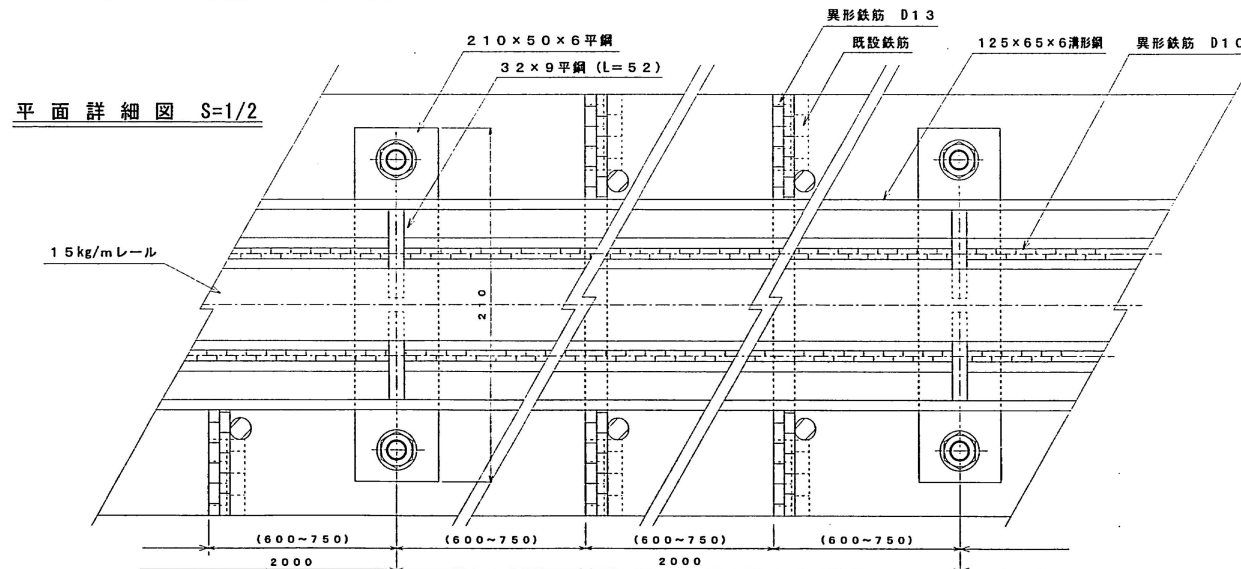 異形鉄筋 D13
210×50×6平鋼
既設鉄筋
125×65×6溝形鋼
異形鉄筋 D10
32×9平鋼 (L=52)
平面詳細図 S=1/2
15kg/mレール
210
(600~750)
(600~750)
(600~750)
(600~750)
2000
2000